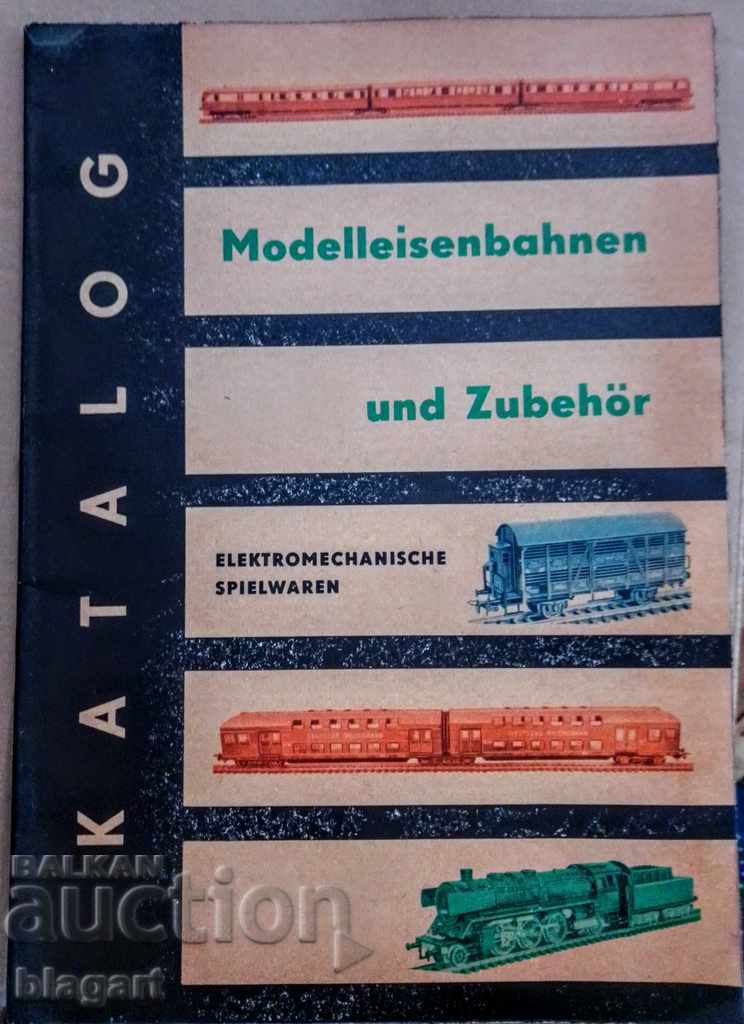 KATALOG
Modelleisenbahnen
und Zubehör
ELEKTROMECHANISCHE
SPIELWAREN
BALKAN
auction
blagart